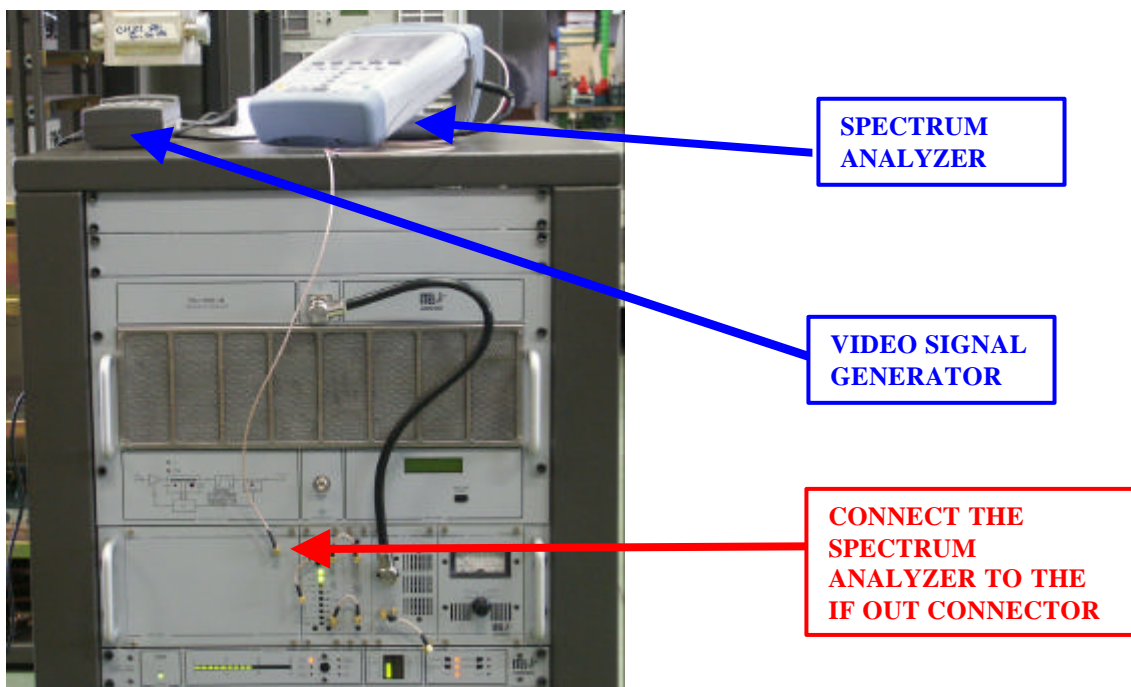 SPECTRUM
ANALYZER
VIDEO SIGNAL
GENERATOR
CONNECT THE
SPECTRUM
ANALYZER TO THE
IF OUT CONNECTOR